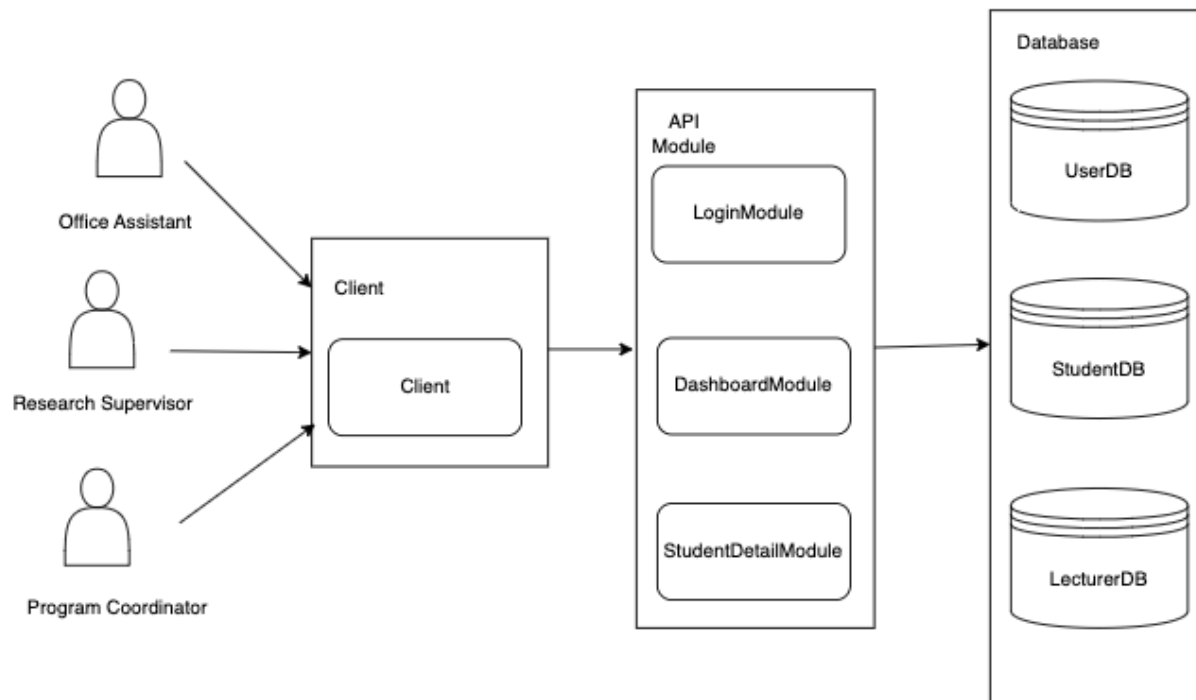 Office Assistant
Research Supervisor
Program Coordinator
Client
Client
API
Module
LoginModule
DashboardModule
StudentDetailModule
Database
UserDB
StudentDB
LecturerDB